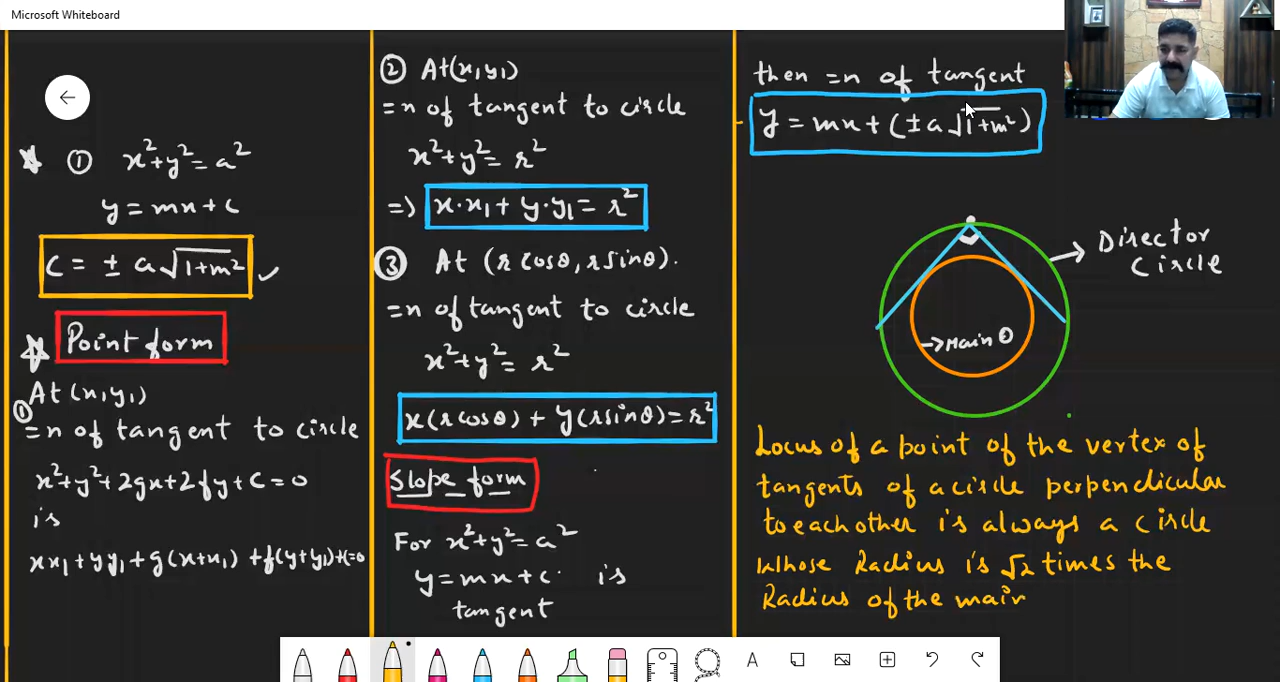 Microsoft Whiteboard
① x²+y²=a²
y=mx+c
c = ± a√1+m²
Point form
At (x,y₁)
①
=n of tangent to circle
x²+y²+2gx+2fy+c=0
is
xx₁+yy₁+g(x+x₁)+f(y+y₁)+c=0
② At(x,y₁)
=n of tangent to circle
x²+y²=r²
=> x·x₁+y·y₁=r²
③ At (r cosθ, r sinθ).
=n of tangent to circle
x²+y²=r²
x(r cosθ) + y(r sinθ)=r²
Slope form
For x²+y²=a²
y=mx+c. is
tangent
then =n of tangent
y = mx+(±a√1+m²)
Director
Circle
Main
Locus of a point of the vertex of
tangents of a circle perpendicular
to each other is always a circle
whose Radius is √2 times the
Radius of the main
A